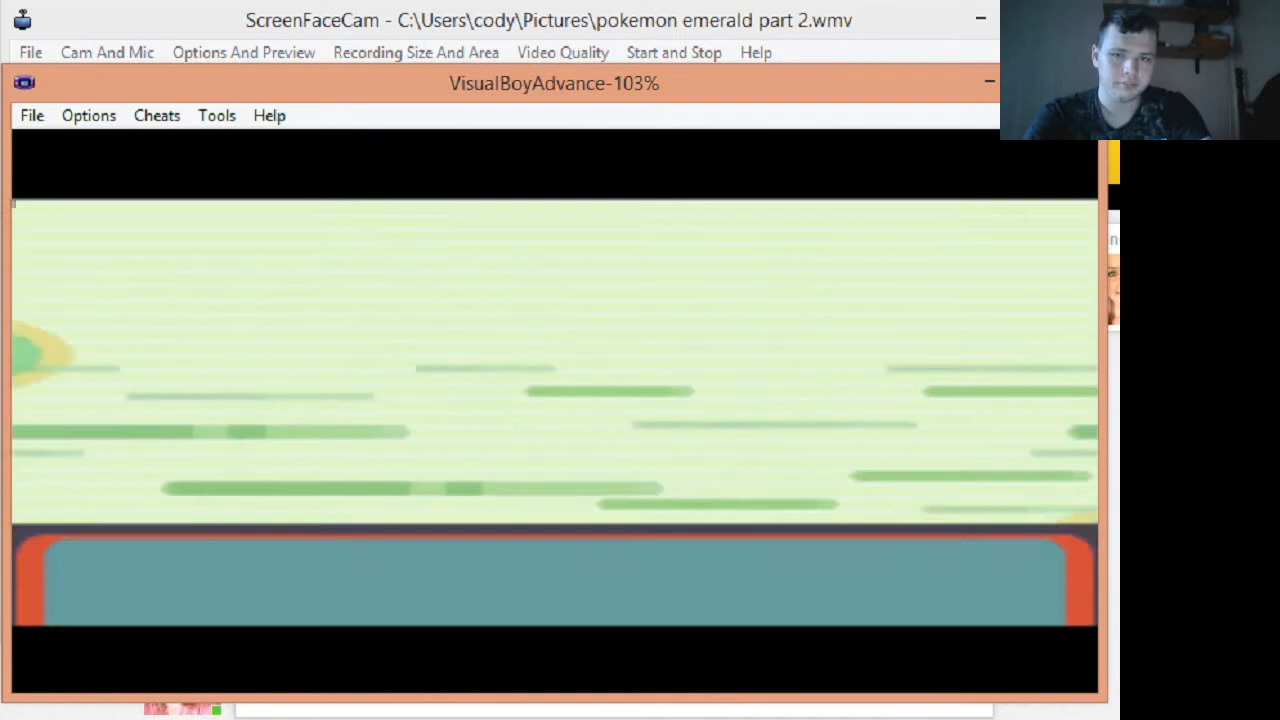 ScreenFaceCam - C:\Users\cody\Pictures\pokemon emerald part 2.wmv
File Cam And Mic Options And Preview Recording Size And Area Video Quality Start and Stop Help
VisualBoyAdvance-103%
File Options Cheats Tools Help
in